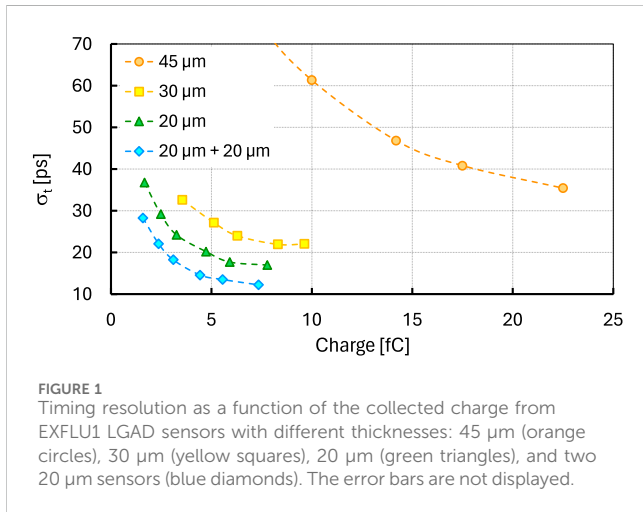 70
60
50
40
30
20
10
σt [ps]
45 µm
30 µm
20 µm
20 µm + 20 µm
0 5 10 15 20 25
Charge [fC]
FIGURE 1
Timing resolution as a function of the collected charge from
EXFLU1 LGAD sensors with different thicknesses: 45 µm (orange
circles), 30 µm (yellow squares), 20 µm (green triangles), and two
20 µm sensors (blue diamonds). The error bars are not displayed.